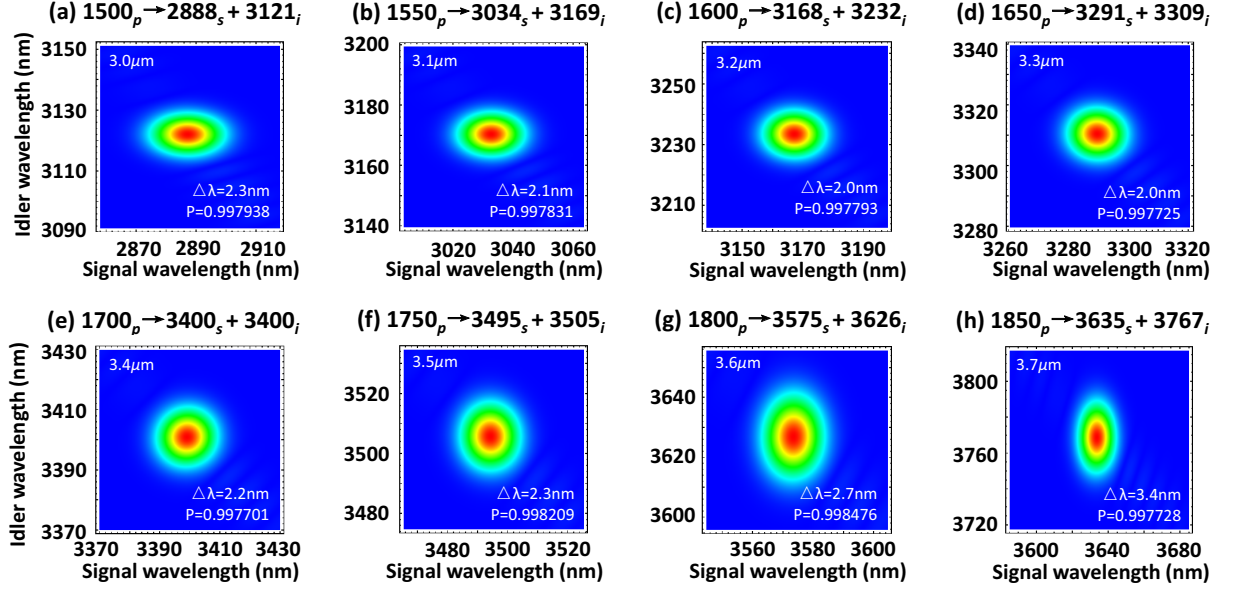 (a) 1500p→2888s + 3121i
(b) 1550p→3034s + 3169i
(c) 1600p→3168s + 3232i
(d) 1650p→3291s + 3309i
Idler wavelength (nm)
3150
3130
3110
3090
3.0μm
△λ=2.3nm
P=0.997938
2870 2890 2910
Signal wavelength (nm)
3200
3180
3160
3140
3.1μm
△λ=2.1nm
P=0.997831
3020 3040 3060
Signal wavelength (nm)
3250
3230
3210
3.2μm
△λ=2.0nm
P=0.997793
3150 3170 3190
Signal wavelength (nm)
3340
3320
3300
3280
3.3μm
△λ=2.0nm
P=0.997725
3260 3280 3300 3320
Signal wavelength (nm)
(e) 1700p→3400s + 3400i
(f) 1750p→3495s + 3505i
(g) 1800p→3575s + 3626i
(h) 1850p→3635s + 3767i
Idler wavelength (nm)
3430
3410
3390
3370
3.4μm
△λ=2.2nm
P=0.997701
3370 3390 3410 3430
Signal wavelength (nm)
3520
3500
3480
3.5μm
△λ=2.3nm
P=0.998209
3480 3500 3520
Signal wavelength (nm)
3640
3620
3600
3.6μm
△λ=2.7nm
P=0.998476
3560 3580 3600
Signal wavelength (nm)
3800
3760
3720
3.7μm
△λ=3.4nm
P=0.997728
3600 3640 3680
Signal wavelength (nm)